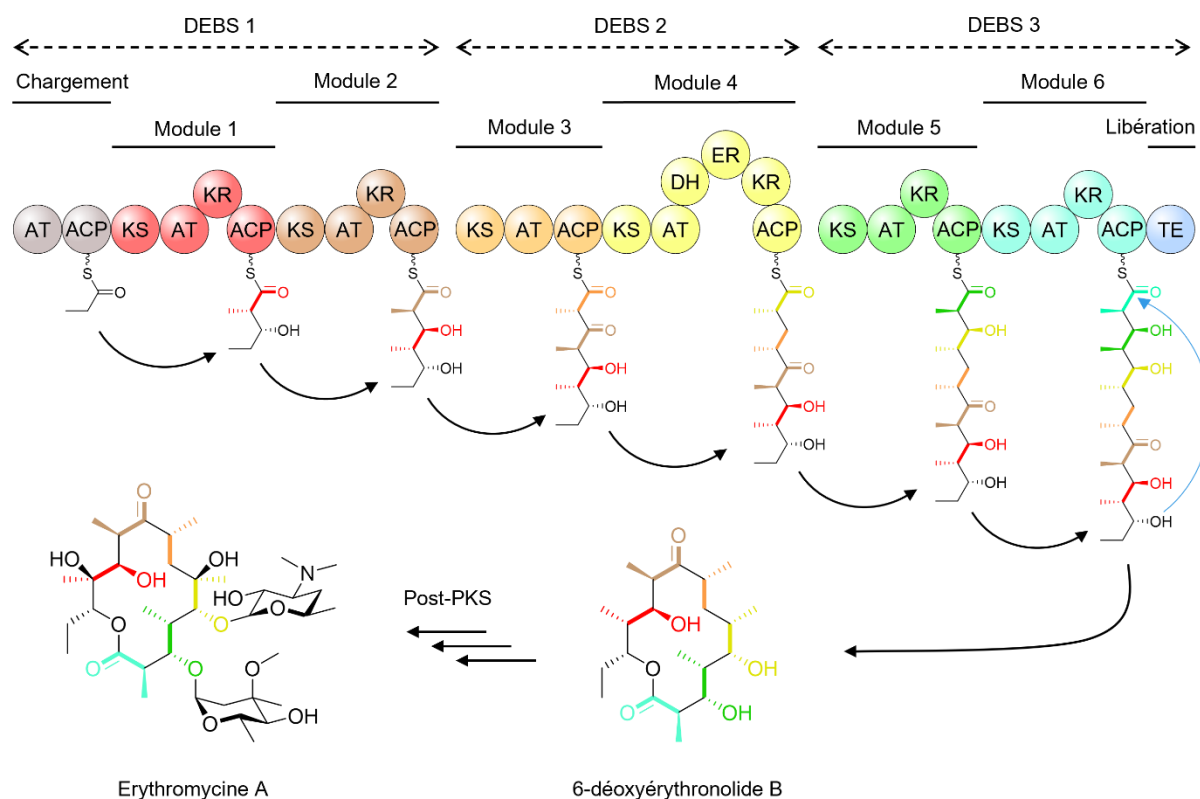 DEBS 1 DEBS 2 DEBS 3
Chargement Module 2 Module 4 Module 6
Module 1 Module 3 Module 5 Libération
ER
KR KR DH KR KR KR
AT ACP KS AT ACP KS AT ACP KS AT ACP KS AT ACP KS AT ACP KS AT ACP TE
S S S S S S S
O O O O O O O
OH OH O OH OH
OH OH O OH
OH O
OH OH O
OH OH OH
OH OH
O O
OH OH N
HO OH HO O
O O OH
O O O OH
O O O OH
O OH
Post-PKS
Erythromycine A 6-déoxyérythronolide B